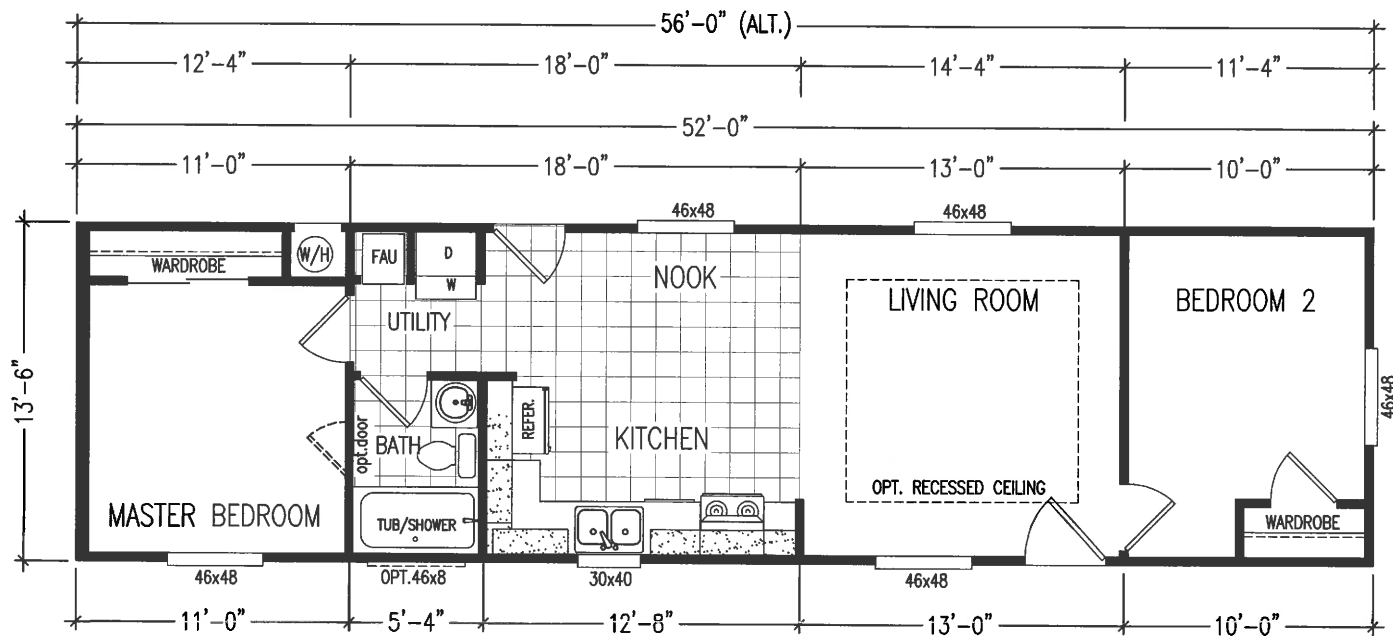 56'-0" (ALT.)
12'-4" 18'-0" 14'-4" 11'-4"
52'-0"
11'-0" 18'-0" 13'-0" 10'-0"
46x48 46x48
WARDROBE W/H FAU D
W
NOOK
LIVING ROOM BEDROOM 2
UTILITY
13'-6"
46x48
REFER.
opt.door BATH KITCHEN
OPT. RECESSED CEILING
MASTER BEDROOM TUB/SHOWER WARDROBE
46x48 OPT.46x8 30x40 46x48
11'-0" 5'-4" 12'-8" 13'-0" 10'-0"